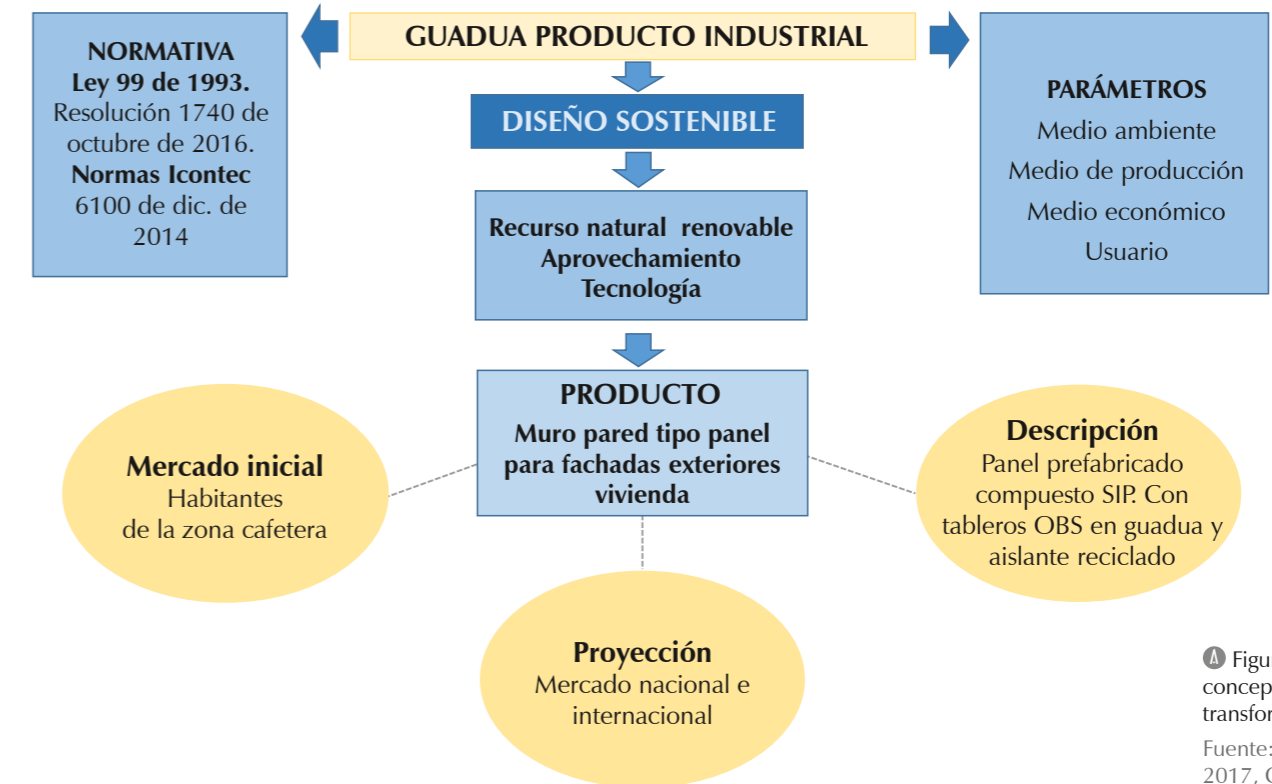 GUADUA PRODUCTO INDUSTRIAL
NORMATIVA
Ley 99 de 1993.
Resolución 1740 de
octubre de 2016.
Normas Icontec
6100 de dic. de
2014
DISEÑO SOSTENIBLE
PARÁMETROS
Medio ambiente
Medio de producción
Medio económico
Usuario
Recurso natural renovable
Aprovechamiento
Tecnología
PRODUCTO
Muro pared tipo panel
para fachadas exteriores
vivienda
Mercado inicial
Habitantes
de la zona cafetera
Descripción
Panel prefabricado
compuesto SIP. Con
tableros OBS en guadua y
aislante reciclado
Proyección
Mercado nacional e
internacional
Fuente:
2017,